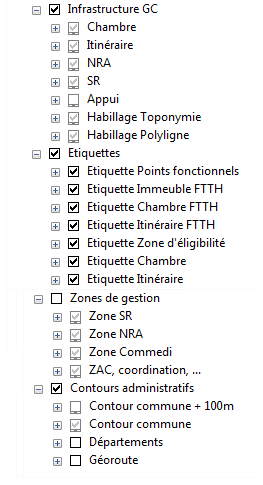 Infrastructure GC
Chambre
Itinéraire
NRA
SR
Appui
Habillage Toponymie
Habillage Polyligne
Etiquettes
Etiquette Points fonctionnels
Etiquette Immeuble FTTH
Etiquette Chambre FTTH
Etiquette Itinéraire FTTH
Etiquette Zone d'éligibilité
Etiquette Chambre
Etiquette Itinéraire
Zones de gestion
Zone SR
Zone NRA
Zone Commedi
ZAC, coordination, ...
Contours administratifs
Contour commune + 100m
Contour commune
Départements
Géoroute